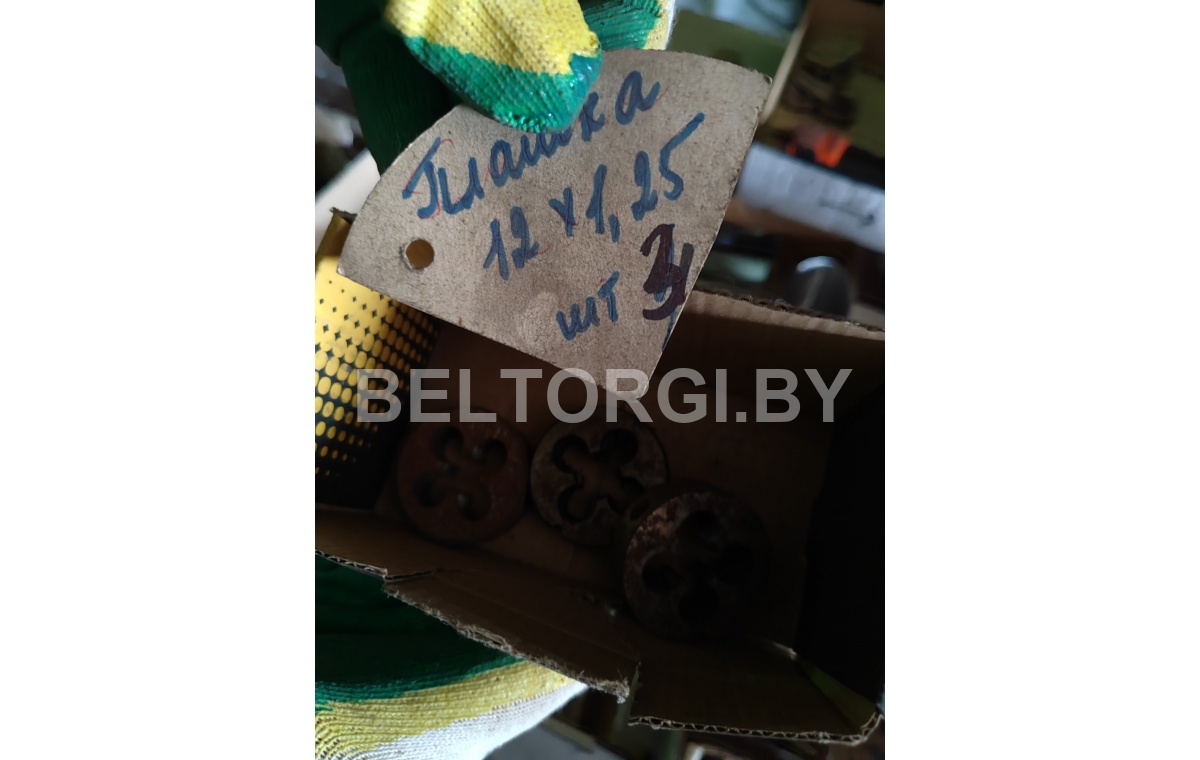 Плашка
12 х 1,25
шт 3
BELTORGI.BY